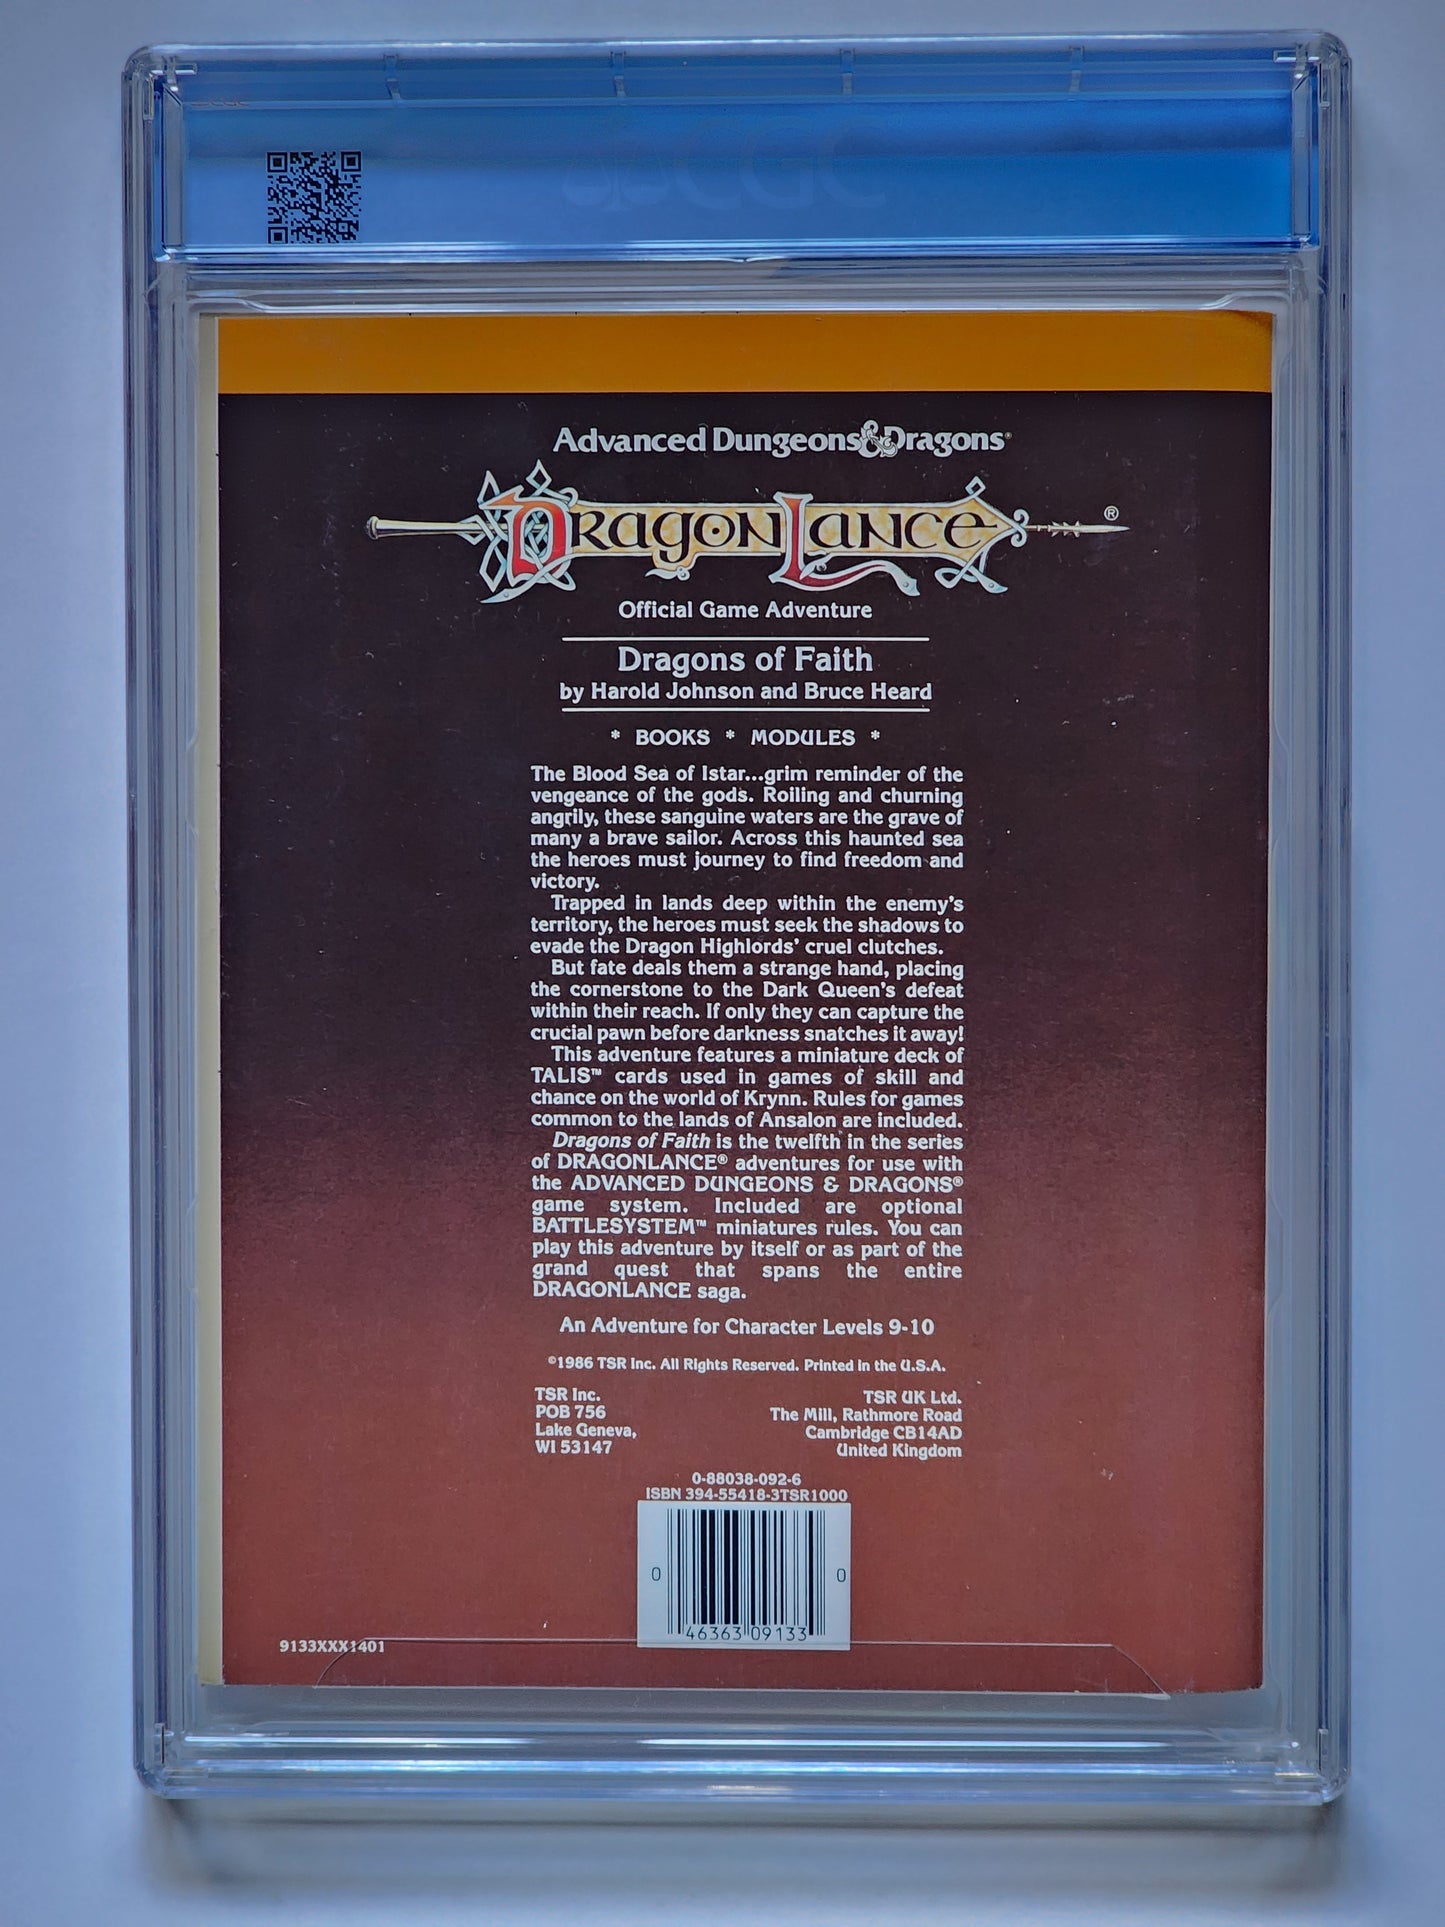 CGC
Advanced Dungeons & Dragons®
DRAGONLANCE®
Official Game Adventure
Dragons of Faith
by Harold Johnson and Bruce Heard
* BOOKS * MODULES *
The Blood Sea of Istar...grim reminder of the
vengeance of the gods. Roiling and churning
angrily, these sanguine waters are the grave of
many a brave sailor. Across this haunted sea
the heroes must journey to find freedom and
victory.
Trapped in lands deep within the enemy's
territory, the heroes must seek the shadows to
evade the Dragon Highlords' cruel clutches.
But fate deals them a strange hand, placing
the cornerstone to the Dark Queen's defeat
within their reach. If only they can capture the
crucial pawn before darkness snatches it away!
This adventure features a miniature deck of
TALIS™ cards used in games of skill and
chance on the world of Krynn. Rules for games
common to the lands of Ansalon are included.
Dragons of Faith is the twelfth in the series
of DRAGONLANCE® adventures for use with
the ADVANCED DUNGEONS & DRAGONS®
game system. Included are optional
BATTLESYSTEM™ miniatures rules. You can
play this adventure by itself or as part of the
grand quest that spans the entire
DRAGONLANCE saga.
An Adventure for Character Levels 9-10
©1986 TSR Inc. All Rights Reserved. Printed in the U.S.A.
TSR Inc.
POB 756
Lake Geneva,
WI 53147
TSR UK Ltd.
The Mill, Rathmore Road
Cambridge CB14AD
United Kingdom
0-88038-092-6
ISBN 394-55418-3TSR1000
0 46363 09133 0
9133XXX1401